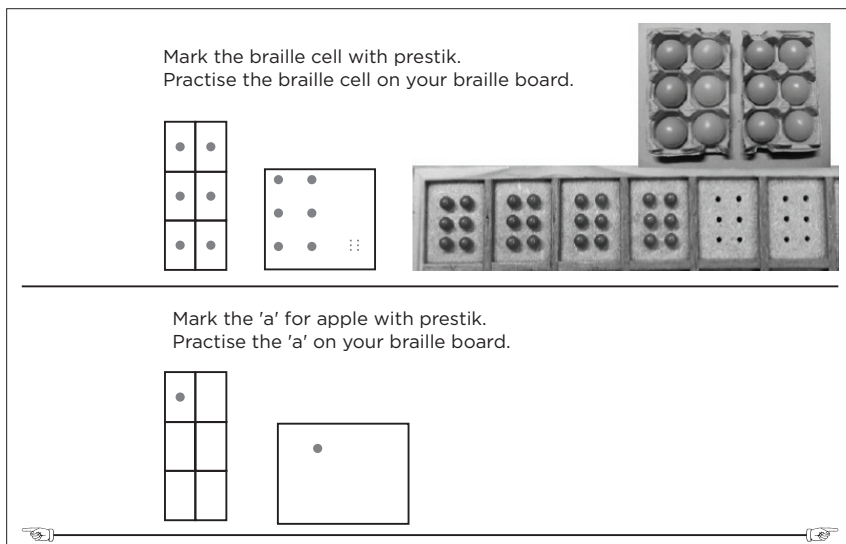 Mark the braille cell with prestik.
Practise the braille cell on your braille board.
Mark the 'a' for apple with prestik.
Practise the 'a' on your braille board.